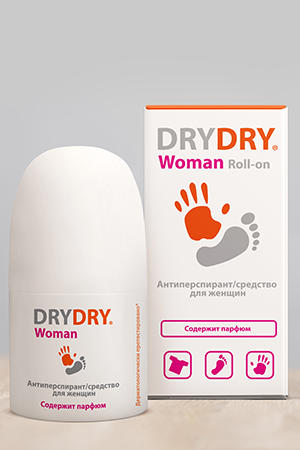 DRYDRY®
Woman Roll-on
Антиперспирант/средство
для женщин
Содержит парфюм
DRYDRY®
Woman
Антиперспирант/средство
для женщин
Содержит парфюм
Дерматологически протестировано*